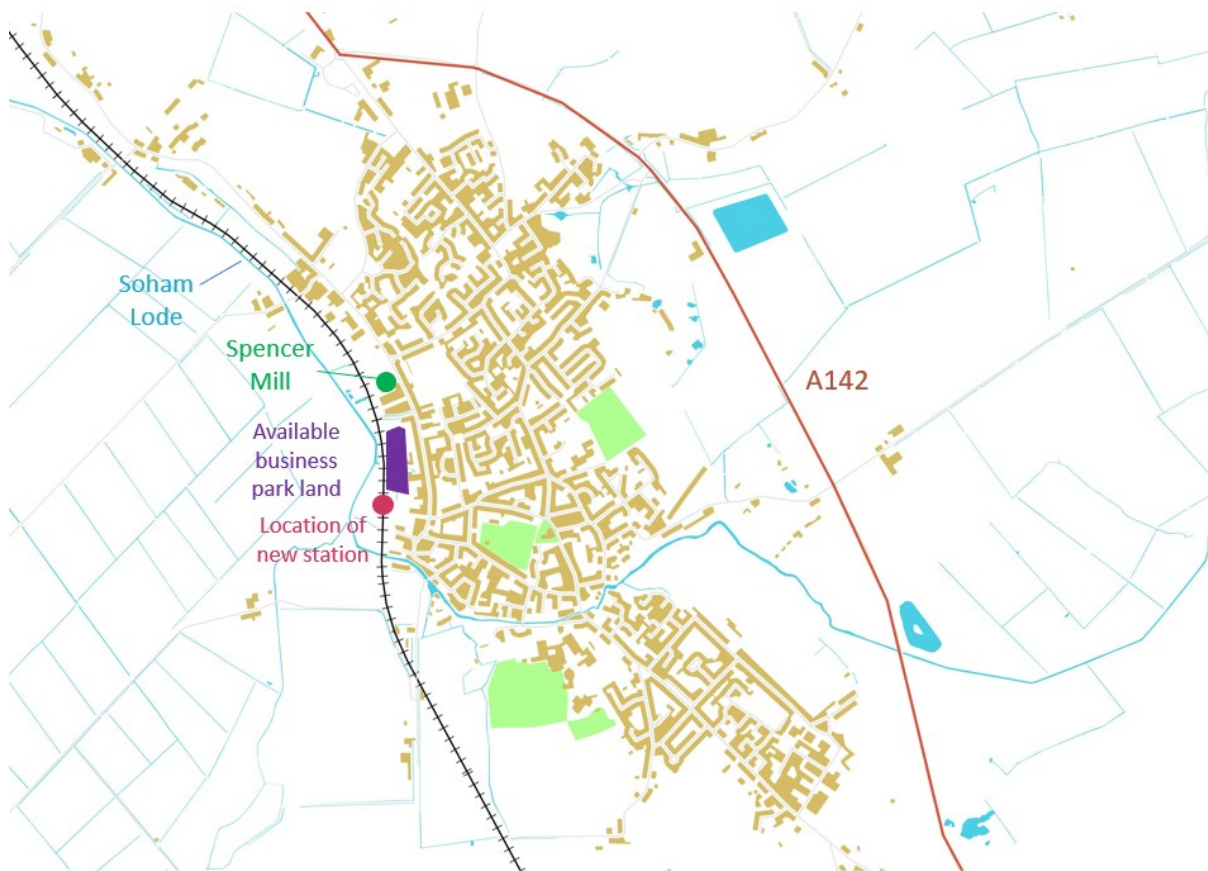 Soham
Lode
Spencer
Mill
A142
Available
business
park land
Location of
new station